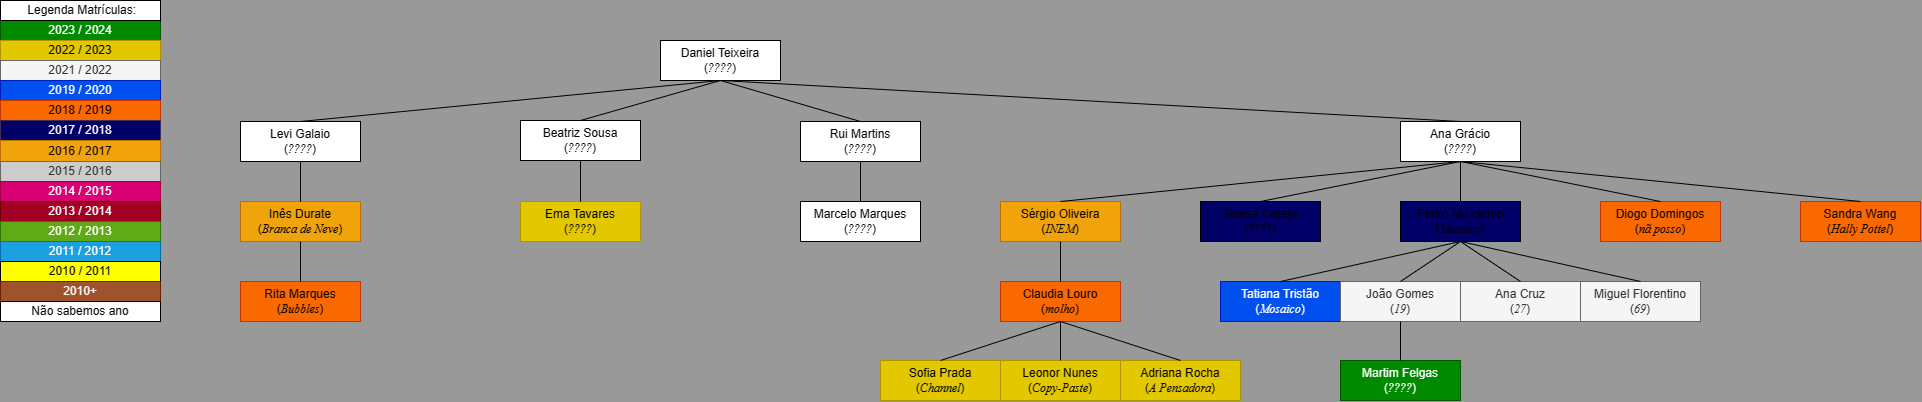 Legenda Matrículas:
2023 / 2024
2022 / 2023
2021 / 2022
2019 / 2020
2018 / 2019
2017 / 2018
2016 / 2017
2015 / 2016
2014 / 2015
2013 / 2014
2012 / 2013
2011 / 2012
2010 / 2011
2010+
Não sabemos ano
Daniel Teixeira
(????)
Levi Galaio
(????)
Beatriz Sousa
(????)
Rui Martins
(????)
Ana Grácio
(????)
Inês Durate
(Branca de Neve)
Ema Tavares
(????)
Marcelo Marques
(????)
Sérgio Oliveira
(INEM)
(????)
(Mosaico)
Diogo Domingos
(nã posso)
Sandra Wang
(Hally Pottel)
Rita Marques
(Bubbles)
Claudia Louro
(molho)
Tatiana Tristão
(Mosaico)
João Gomes
(19)
Ana Cruz
(27)
Miguel Florentino
(69)
Sofia Prada
(Channel)
Leonor Nunes
(Copy-Paste)
Adriana Rocha
(A Pensadora)
Martim Felgas
(????)